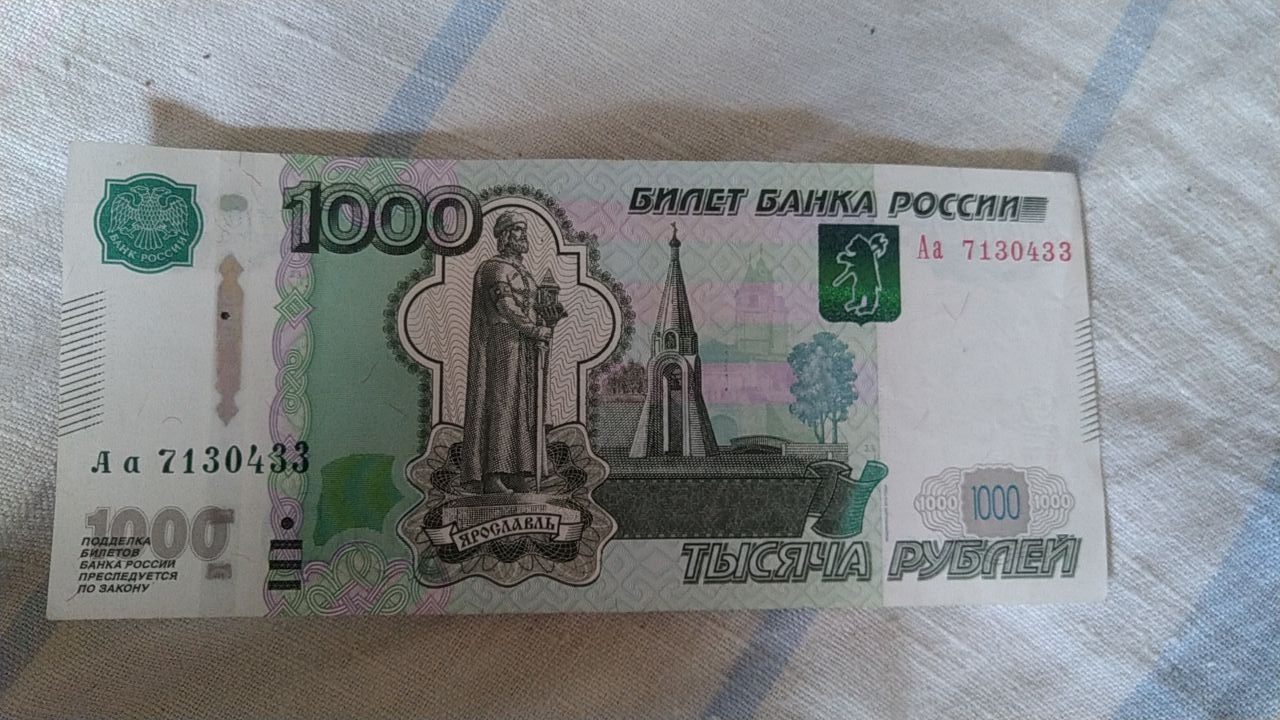 1000
БИЛЕТ БАНКА РОССИИ
БАНК РОССИИ
Аа 7130433
Аа 7130433
ЯРОСЛАВЛЬ
1000
ПОДДЕЛКА
БИЛЕТОВ
БАНКА РОССИИ
ПРЕСЛЕДУЕТСЯ
ПО ЗАКОНУ
1000 1000 1000
ТЫСЯЧА РУБЛЕЙ